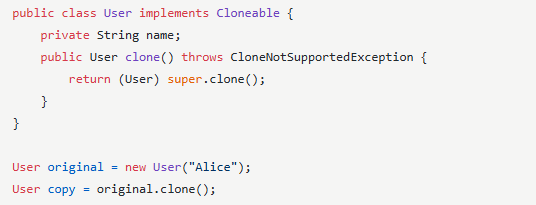 public class User implements Cloneable {
    private String name;
    public User clone() throws CloneNotSupportedException {
        return (User) super.clone();
    }
}

User original = new User("Alice");
User copy = original.clone();